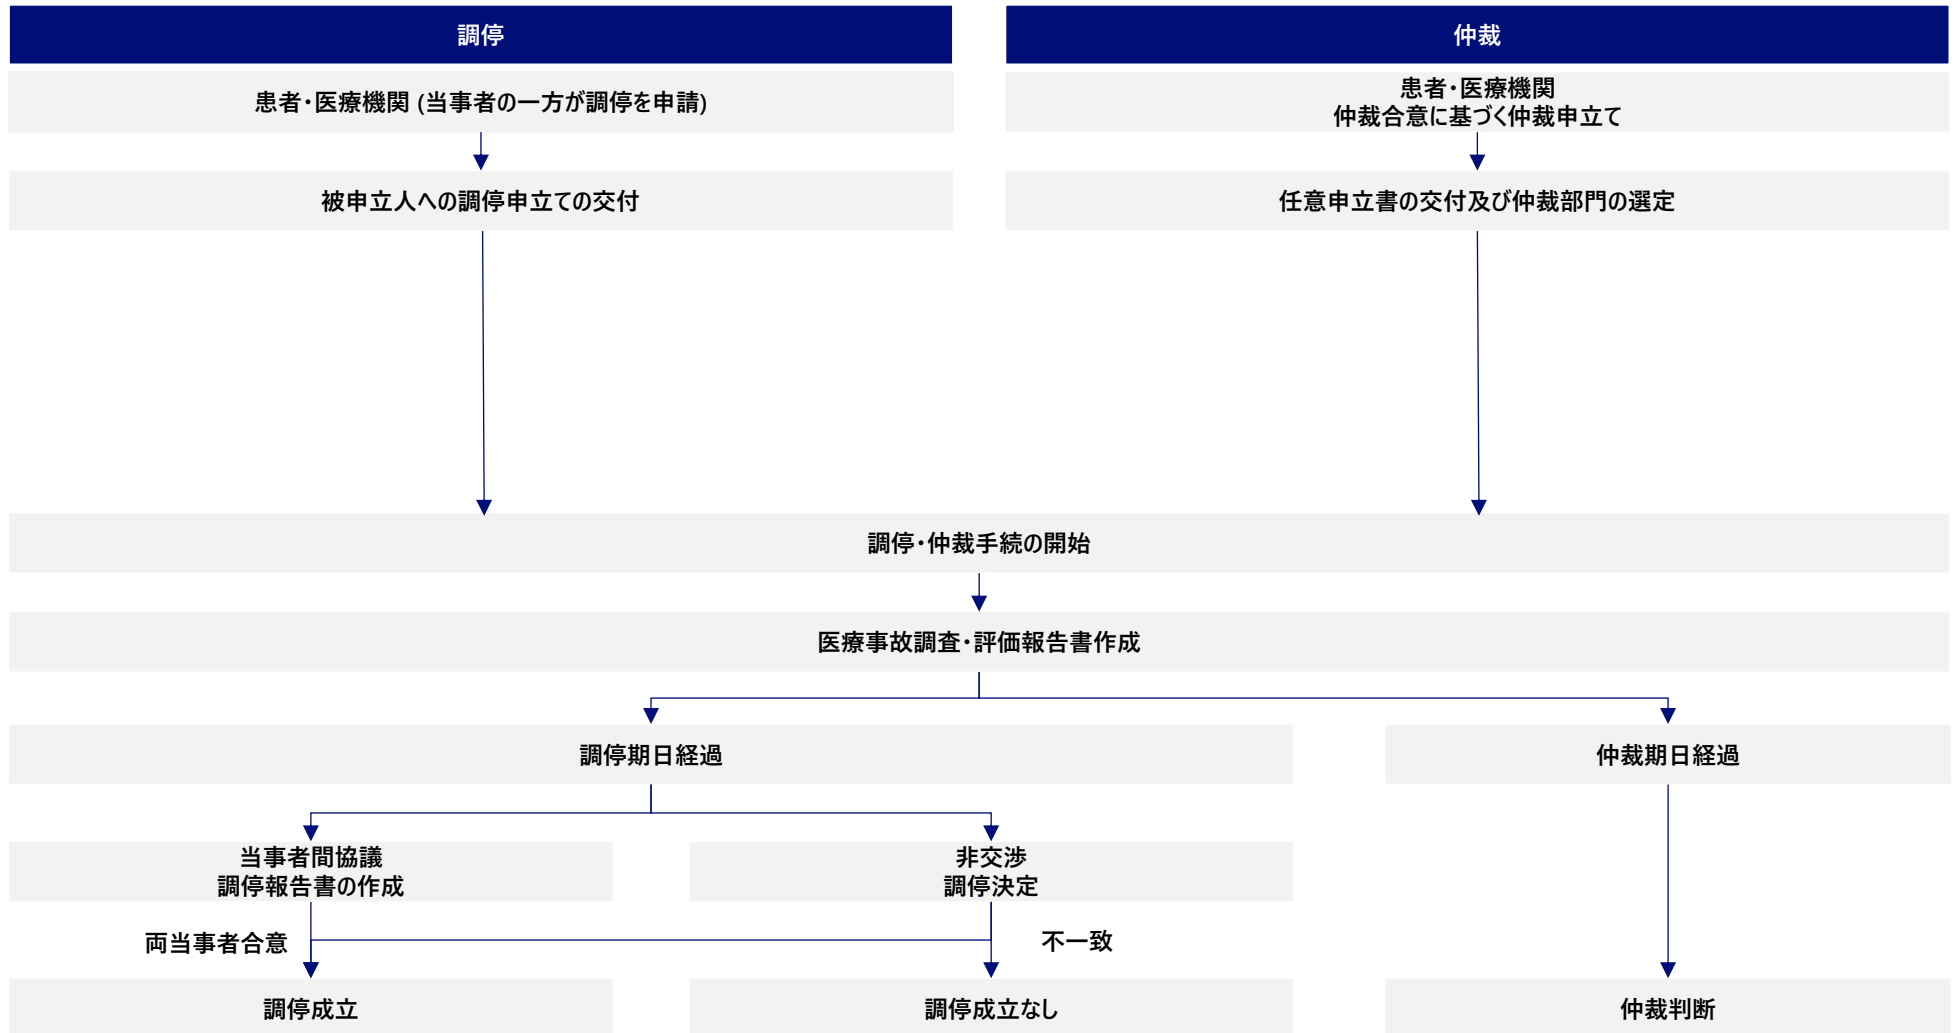 調停
仲裁
患者・医療機関 (当事者の一方が調停を申請)
患者・医療機関
仲裁合意に基づく仲裁申立て
被申立人への調停申立ての交付
任意申立書の交付及び仲裁部門の選定
調停・仲裁手続の開始
医療事故調査・評価報告書作成
調停期日経過
仲裁期日経過
当事者間協議
調停報告書の作成
非交渉
調停決定
両当事者合意
不一致
調停成立
調停成立なし
仲裁判断